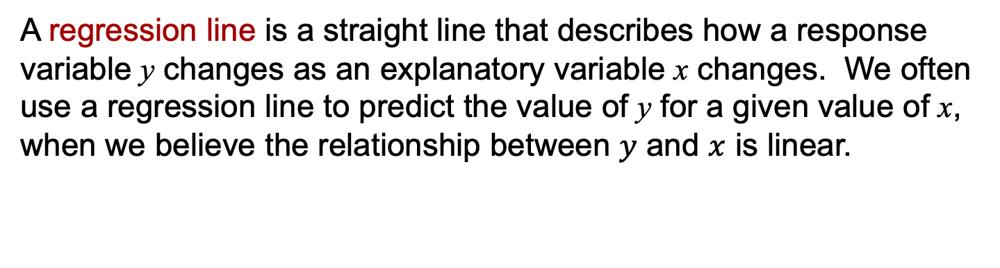 A regression line is a straight line that describes how a response
variable y changes as an explanatory variable x changes.  We often
use a regression line to predict the value of y for a given value of x,
when we believe the relationship between y and x is linear.